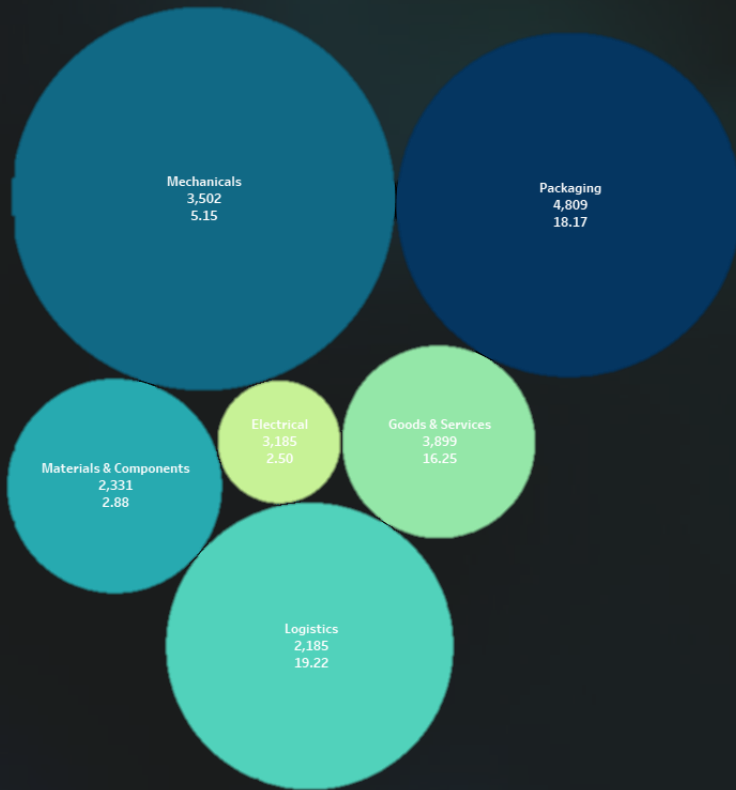 Mechanicals
3,502
5.15
Packaging
4,809
18.17
Electrical
3,185
2.50
Goods & Services
3,899
16.25
Materials & Components
2,331
2.88
Logistics
2,185
19.22